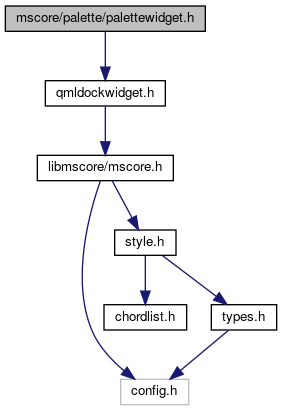 mscore/palette/palettewidget.h
qmldockwidget.h
libmscore/mscore.h
style.h
chordlist.h
types.h
config.h